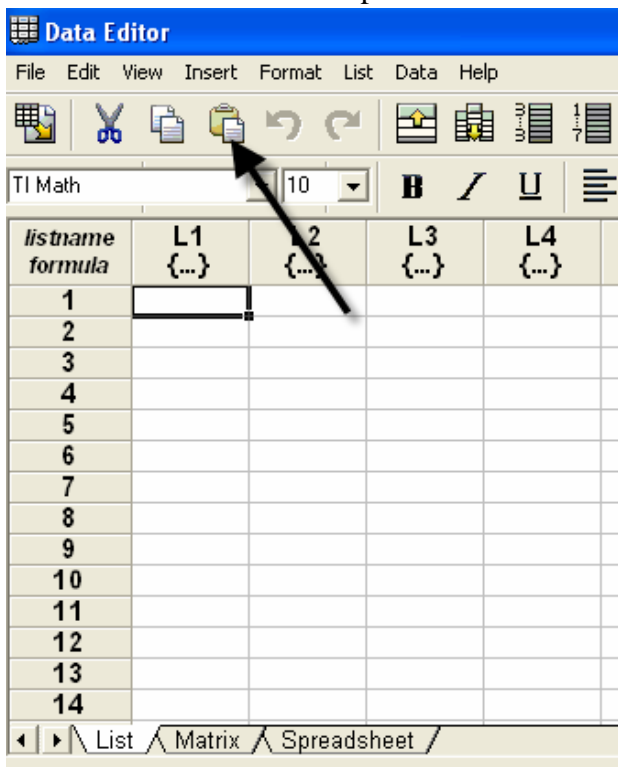 Data Editor
File Edit View Insert Format List Data Help
TI Math 10 B I U
listname L1 L2 L3 L4
formula {...} {...} {...} {...}
1
2
3
4
5
6
7
8
9
10
11
12
13
14
List Matrix Spreadsheet